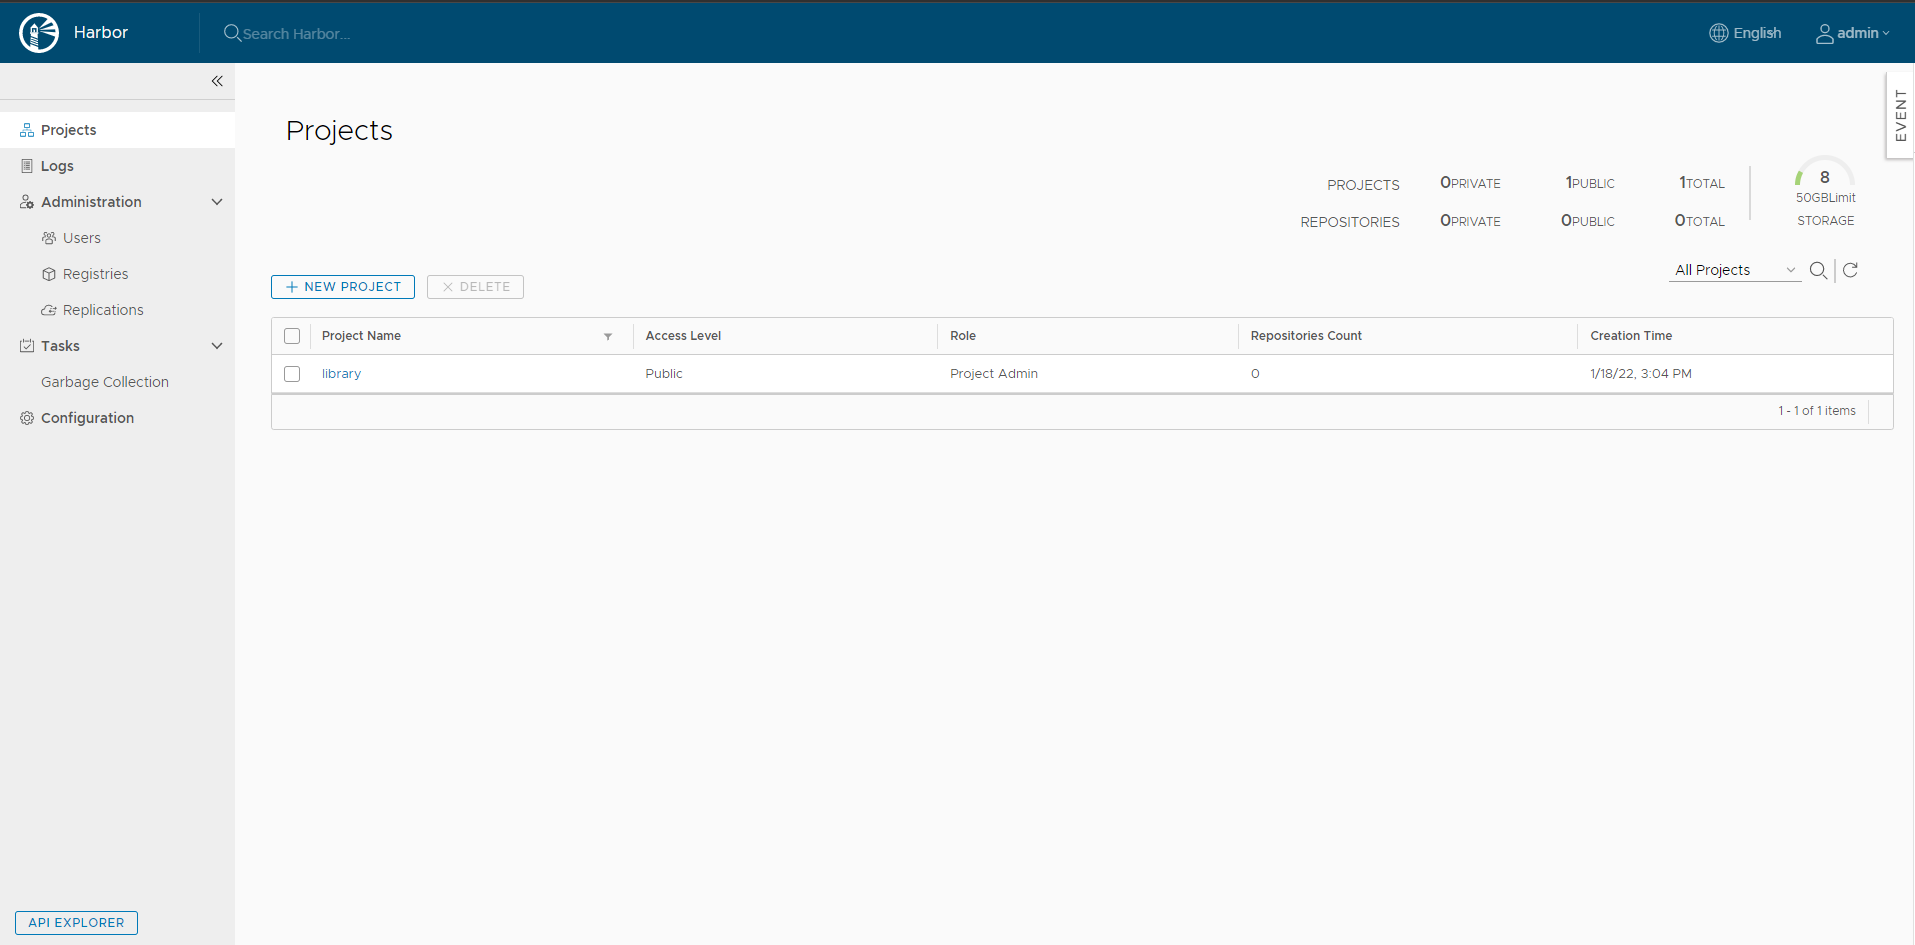 Harbor
Search Harbor...
English
admin
EVENT
Projects
Logs
Administration
Users
Registries
Replications
Tasks
Garbage Collection
Configuration
API EXPLORER
Projects
PROJECTS 0PRIVATE 1PUBLIC 1TOTAL
REPOSITORIES 0PRIVATE 0PUBLIC 0TOTAL
8
50GBLimit
STORAGE
NEW PROJECT
DELETE
All Projects
Project Name Access Level Role Repositories Count Creation Time
library Public Project Admin 0 1/18/22, 3:04 PM
1 - 1 of 1 items